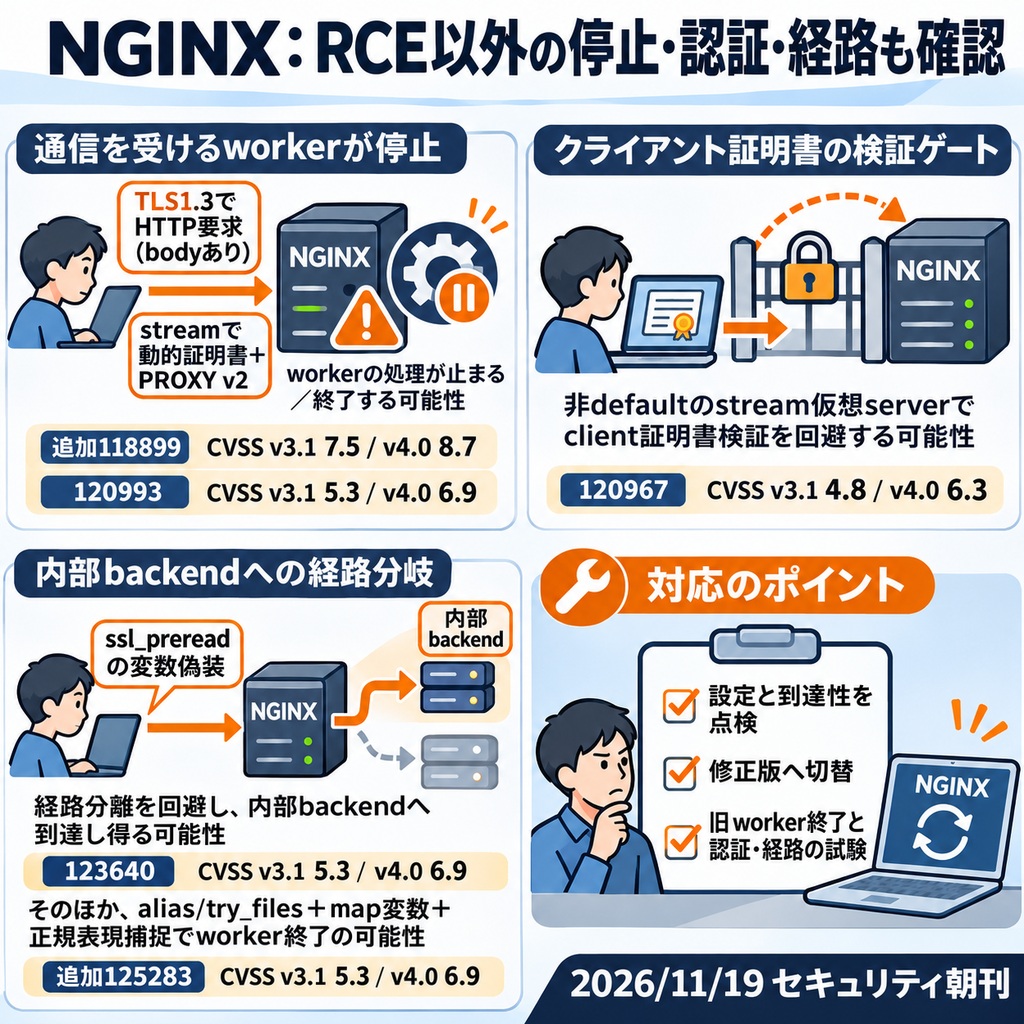 NGINX：RCE以外の停止・認証・経路も確認
通信を受けるworkerが停止
TLS1.3で
HTTP要求
(bodyあり)
NGINX
streamで
動的証明書＋
PROXY v2
workerの処理が止まる
／終了する可能性
追加118899 CVSS v3.1 7.5 / v4.0 8.7
120993 CVSS v3.1 5.3 / v4.0 6.9
クライアント証明書の検証ゲート
NGINX
非defaultのstream仮想serverで
client証明書検証を回避する可能性
120967 CVSS v3.1 4.8 / v4.0 6.3
内部backendへの経路分岐
ssl_preread
の変数偽装
NGINX
内部
backend
経路分離を回避し、内部backendへ
到達し得る可能性
123640 CVSS v3.1 5.3 / v4.0 6.9
そのほか、alias/try_files＋map変数＋
正規表現捕捉でworker終了の可能性
追加125283 CVSS v3.1 5.3 / v4.0 6.9
対応のポイント
設定と到達性を
点検
修正版へ切替
旧worker終了と
認証・経路の試験
NGINX
2026/11/19 セキュリティ朝刊